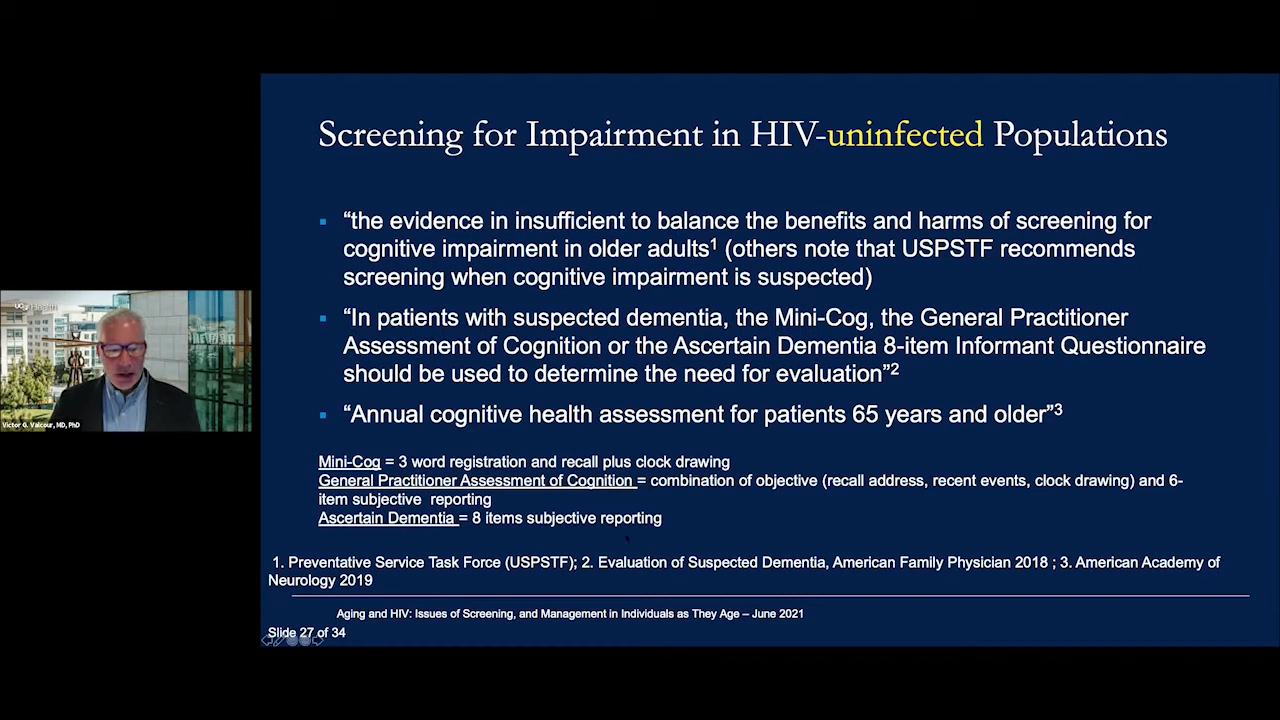 Screening for Impairment in HIV-uninfected Populations
“the evidence in insufficient to balance the benefits and harms of screening for
cognitive impairment in older adults¹ (others note that USPSTF recommends
screening when cognitive impairment is suspected)
“In patients with suspected dementia, the Mini-Cog, the General Practitioner
Assessment of Cognition or the Ascertain Dementia 8-item Informant Questionnaire
should be used to determine the need for evaluation”²
“Annual cognitive health assessment for patients 65 years and older”³
Mini-Cog = 3 word registration and recall plus clock drawing
General Practitioner Assessment of Cognition = combination of objective (recall address, recent events, clock drawing) and 6-
item subjective reporting
Ascertain Dementia = 8 items subjective reporting
1. Preventative Service Task Force (USPSTF); 2. Evaluation of Suspected Dementia, American Family Physician 2018 ; 3. American Academy of
Neurology 2019
Aging and HIV: Issues of Screening, and Management in Individuals as They Age – June 2021
Slide 27 of 34
Health
Victor G. Valcour, MD, PhD